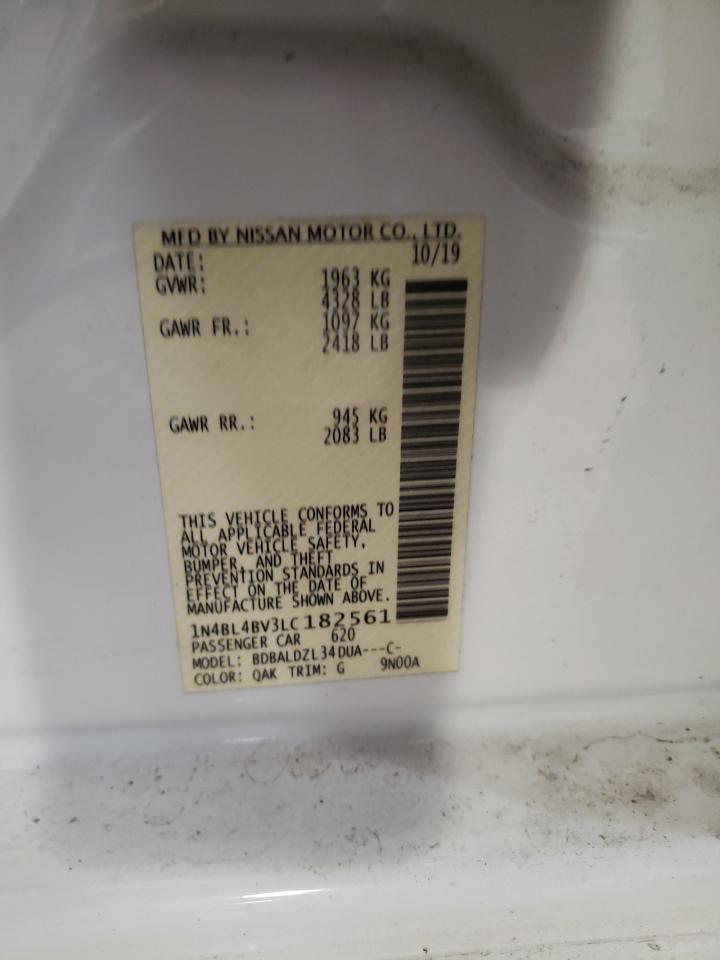 MFD BY NISSAN MOTOR CO., LTD.
DATE: 10/19
GVWR: 1963 KG
4328 LB
GAWR FR.: 1097 KG
2418 LB
GAWR RR.: 945 KG
2083 LB
THIS VEHICLE CONFORMS TO
ALL APPLICABLE FEDERAL
MOTOR VEHICLE SAFETY,
BUMPER, AND THEFT
PREVENTION STANDARDS IN
EFFECT ON THE DATE OF
MANUFACTURE SHOWN ABOVE.
1N4BL4BV3LC182561
PASSENGER CAR 620
MODEL: BDBALDZL34DUA---C-
COLOR: QAK TRIM: G 9N00A